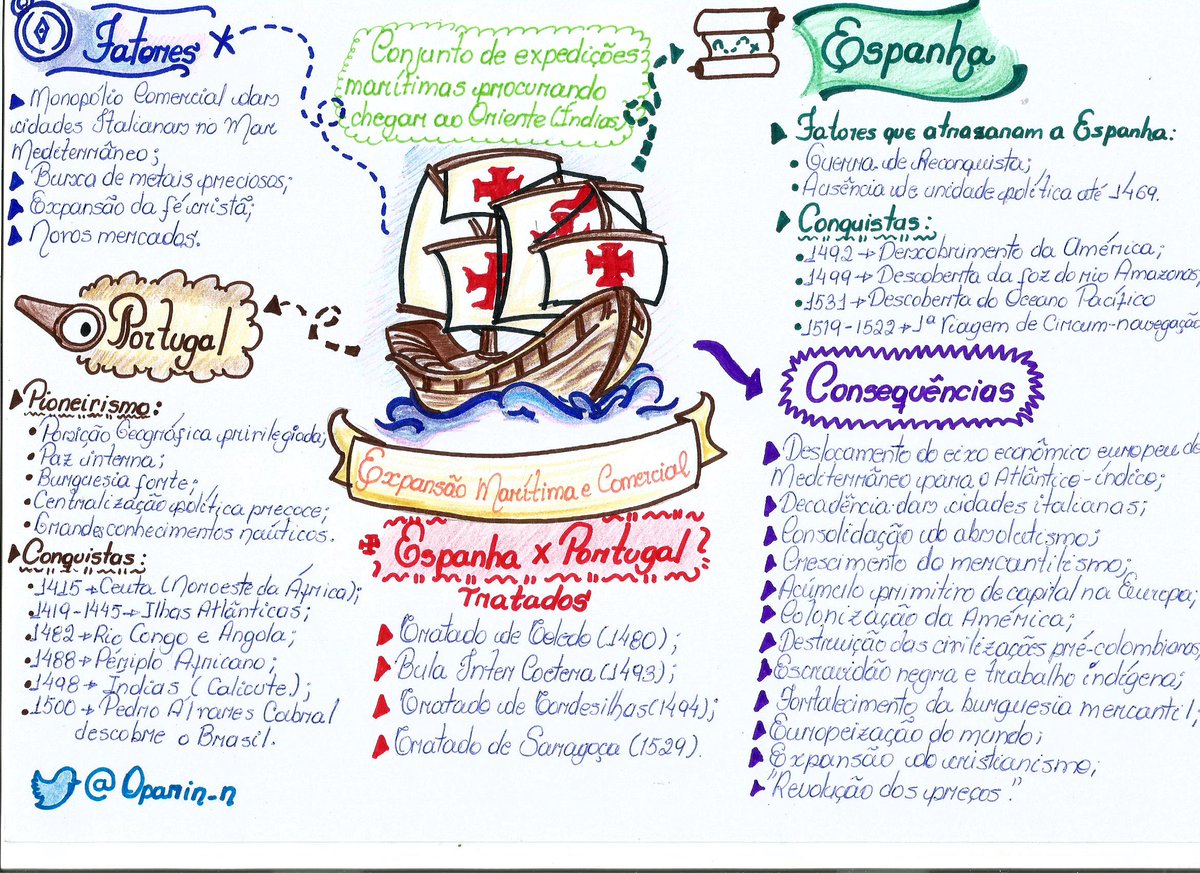 Fatores
Monopólio Comercial das
cidades Italianas no Mar
Mediterrâneo;
Busca de metais preciosos;
Expansão da fé cristã;
Novos mercados.
Conjunto de expedições
marítimas procurando
chegar ao Oriente (Índias)
Espanha
Fatores que atrasaram a Espanha:
Guerra de Reconquista;
Ausência de unidade política até 1469.
Conquistas:
1492→Descobrimento da América;
1499→Descoberta da foz do rio Amazonas;
1531→Descoberta do Oceano Pacífico
1519-1522→1ª Viagem de Circum-navegação
Portugal
Pioneirismo:
Posição Geográfica privilegiada;
Paz interna;
Burguesia forte;
Centralização política precoce;
Grandes conhecimentos naúticos.
Conquistas:
1415→Ceuta (Noroeste da África);
1419-1445→Ilhas Atlânticas;
1482→Rio Congo e Angola;
1488→Périplo Africano;
1498→Índias (Calicute);
1500→Pedro Álvares Cabral
descobre o Brasil.
Expansão Marítima e Comercial
Espanha x Portugal
Tratados
Tratado de Toledo (1480);
Bula Inter Coetera (1493);
Tratado de Tordesilhas (1494);
Tratado de Saragoça (1529).
Consequências
Deslocamento do eixo econômico europeu do
Mediterrâneo para o Atlântico-índico;
Decadência das cidades italianas;
Consolidação do absolutismo;
Crescimento do mercantilismo;
Acúmulo primitivo de capital na Europa;
Colonização da América;
Destruição das civilizações pré-colombianas;
Escravidão negra e trabalho indígena;
Fortalecimento da burguesia mercantil.
Europeização do mundo;
Expansão do cristianismo;
"Revolução dos preços".
@Oparin_n